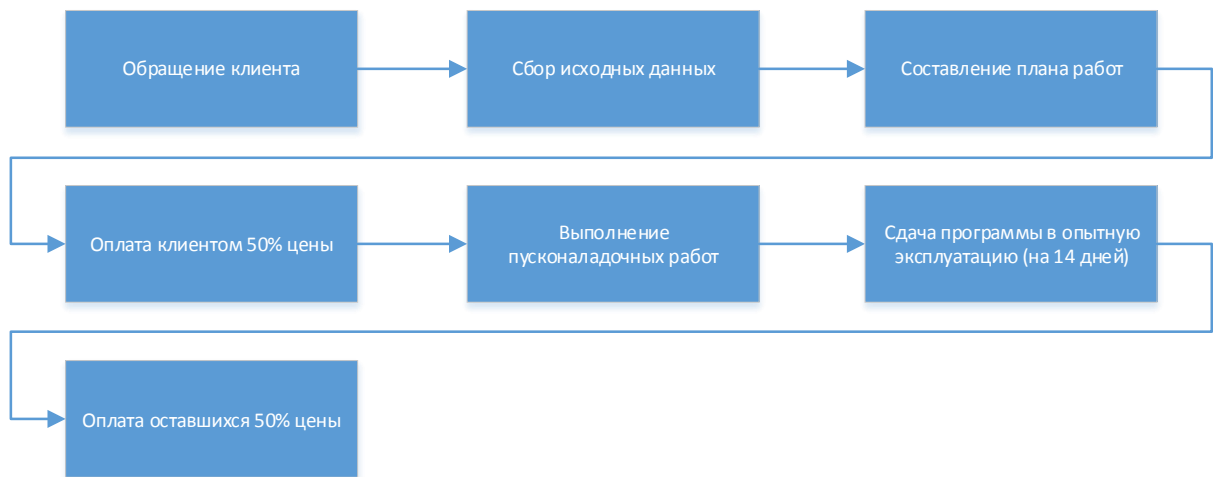 Обращение клиента
Сбор исходных данных
Составление плана работ
Оплата клиентом 50% цены
Выполнение
пусконаладочных работ
Сдача программы в опытную
эксплуатацию (на 14 дней)
Оплата оставшихся 50% цены